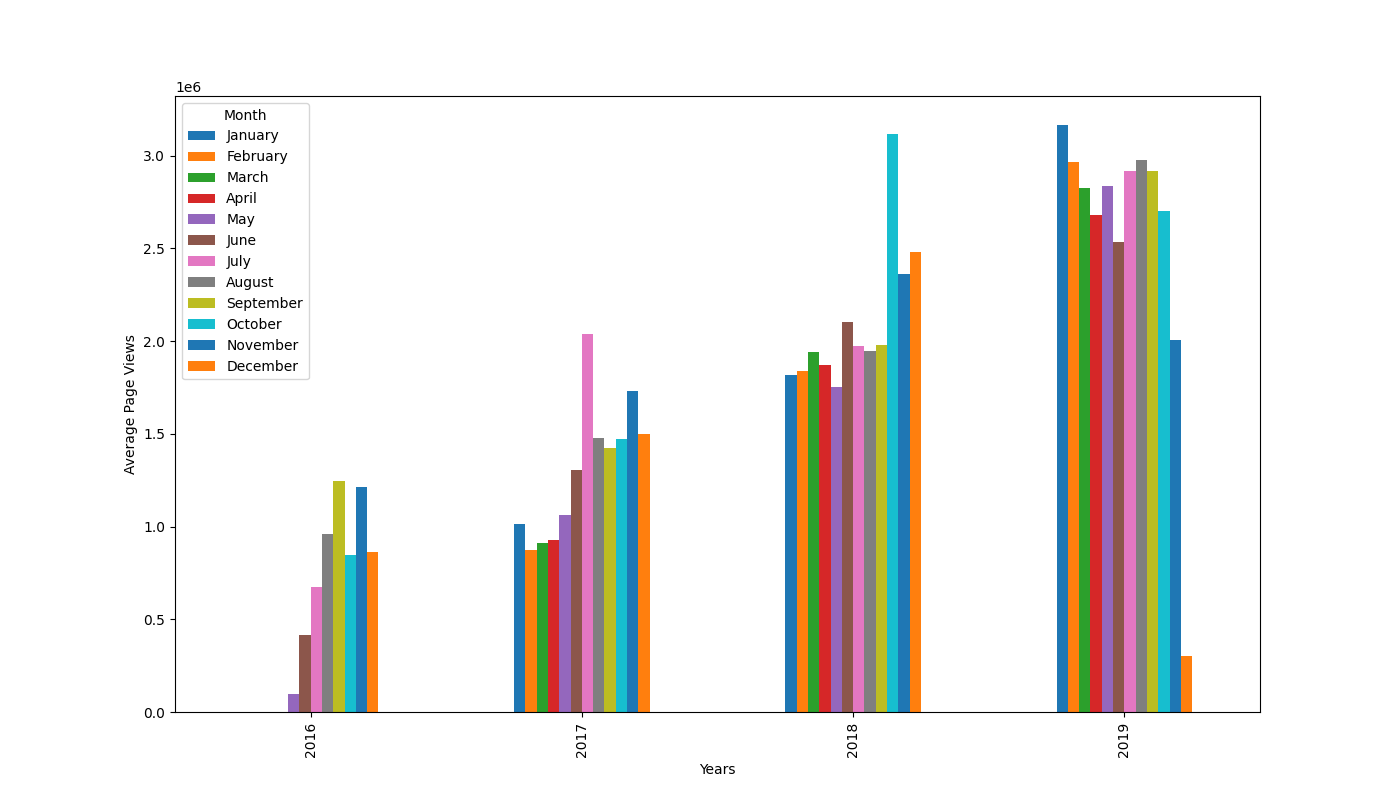 1e6
Month
January
February
March
April
May
June
July
August
September
October
November
December
3.0
2.5
2.0
1.5
1.0
0.5
0.0
Average Page Views
2016
2017
2018
2019
Years